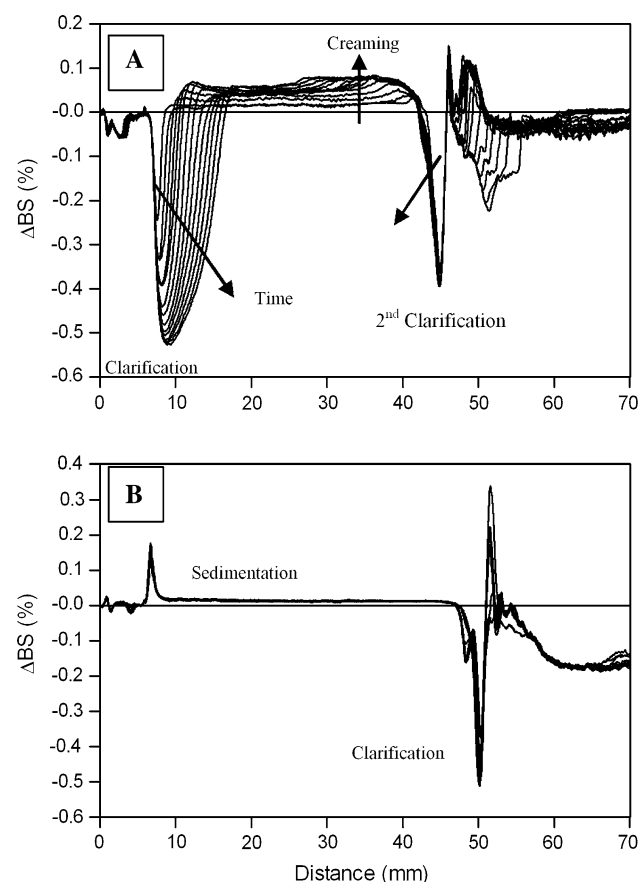 A
0.2
0.1
-0.0
-0.1
-0.2
-0.3
-0.4
-0.5
-0.6
ΔBS (%)
Creaming
Time
2nd Clarification
Clarification
0 10 20 30 40 50 60 70
B
0.4
0.3
0.2
0.1
-0.0
-0.1
-0.2
-0.3
-0.4
-0.5
-0.6
ΔBS (%)
Sedimentation
Clarification
0 10 20 30 40 50 60 70
Distance (mm)